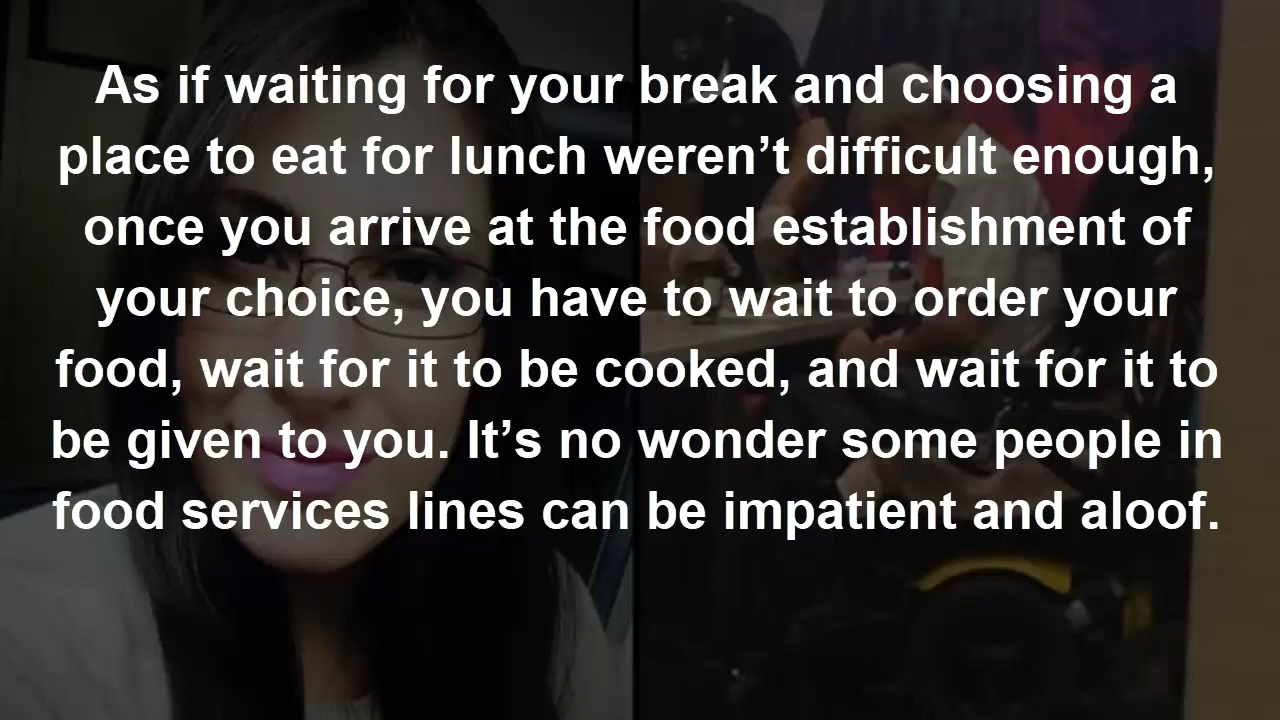 As if waiting for your break and choosing a
place to eat for lunch weren’t difficult enough,
once you arrive at the food establishment of
your choice, you have to wait to order your
food, wait for it to be cooked, and wait for it to
be given to you. It’s no wonder some people in
food services lines can be impatient and aloof.